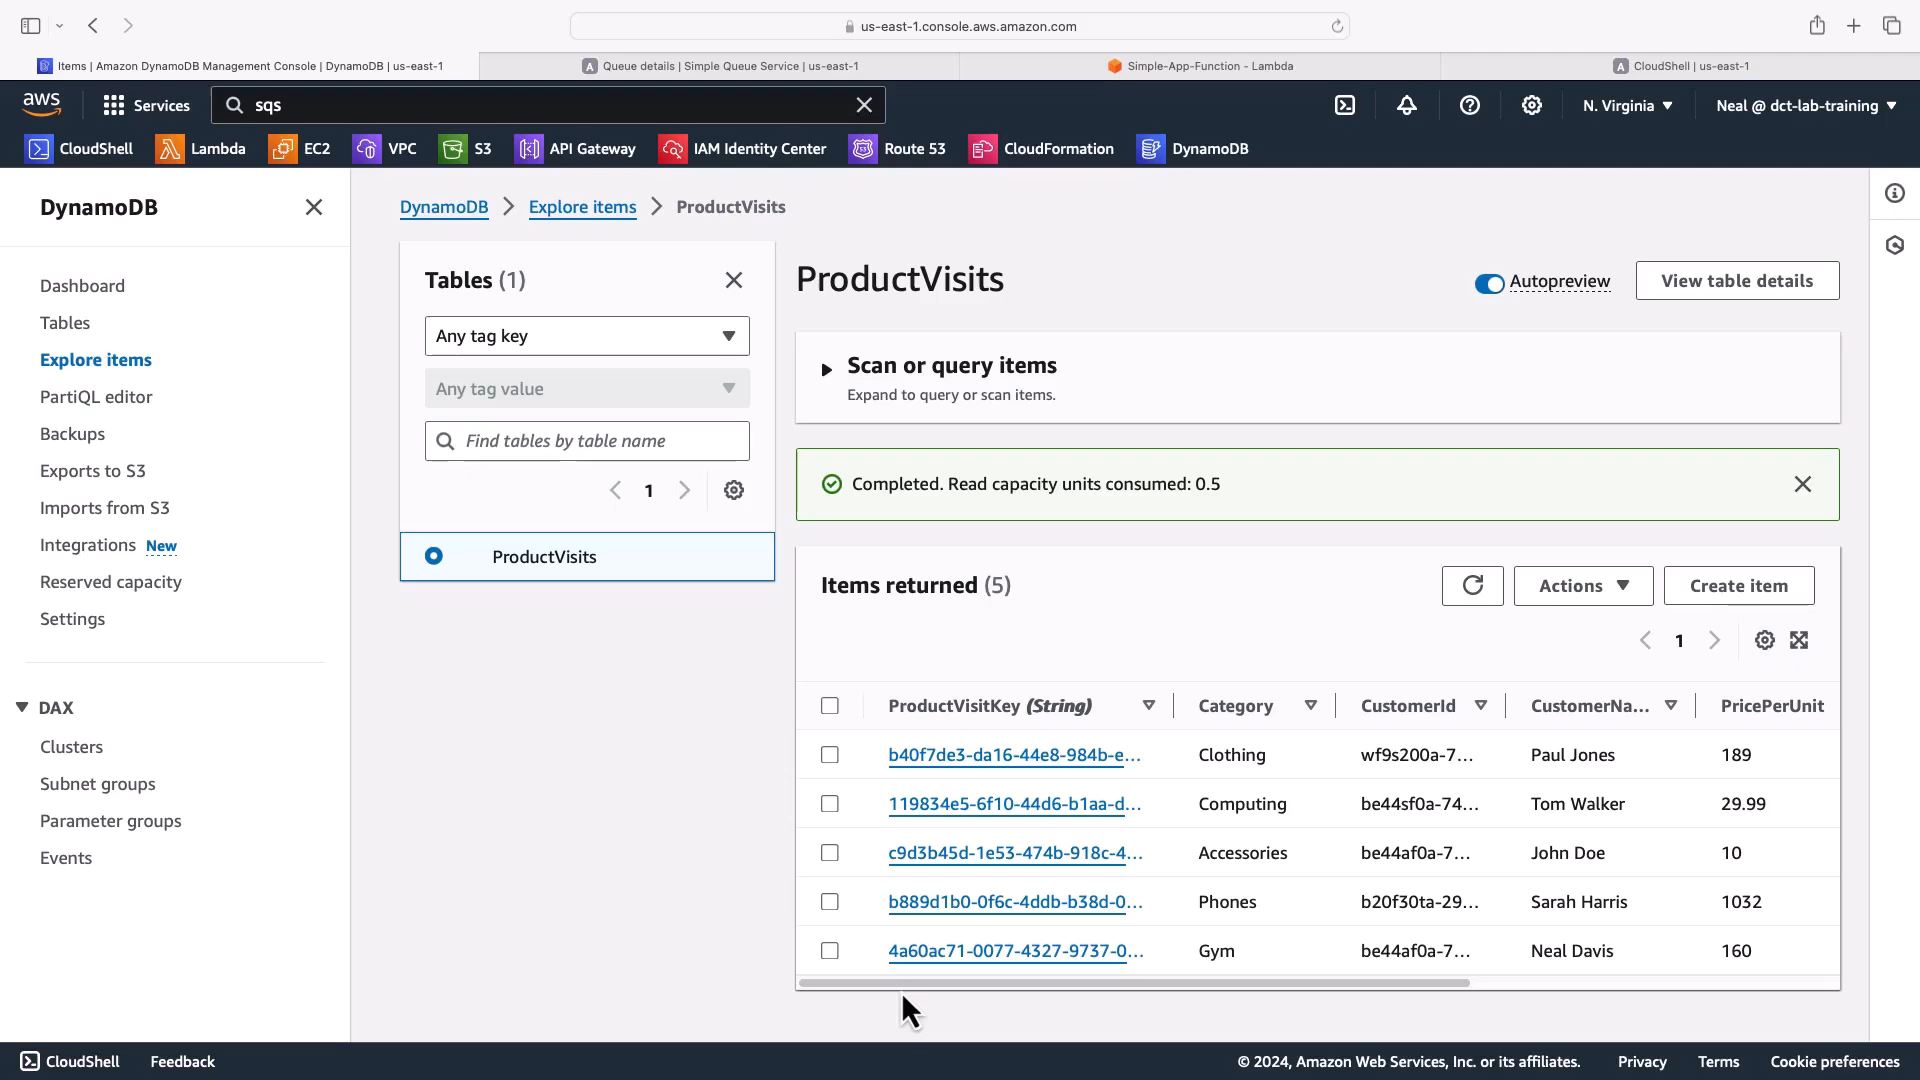 us-east-1.console.aws.amazon.com
Items | Amazon DynamoDB Management Console | DynamoDB | us-east-1
A Queue details | Simple Queue Service | us-east-1
Simple-App-Function - Lambda
A CloudShell | us-east-1
aws Services sqs N. Virginia Neal @ dct-lab-training
CloudShell Lambda EC2 VPC S3 API Gateway IAM Identity Center Route 53 CloudFormation DynamoDB
DynamoDB
Dashboard
Tables
Explore items
PartiQL editor
Backups
Exports to S3
Imports from S3
Integrations New
Reserved capacity
Settings
DAX
Clusters
Subnet groups
Parameter groups
Events
DynamoDB Explore items ProductVisits
Tables (1)
Any tag key
Any tag value
Find tables by table name
1
ProductVisits
ProductVisits
Autopreview
View table details
Scan or query items
Expand to query or scan items.
Completed. Read capacity units consumed: 0.5
Items returned (5)
Actions
Create item
1
ProductVisitKey (String) Category CustomerId CustomerNa... PricePerUnit
b40f7de3-da16-44e8-984b-e... Clothing wf9s200a-7... Paul Jones 189
119834e5-6f10-44d6-b1aa-d... Computing be44sf0a-74... Tom Walker 29.99
c9d3b45d-1e53-474b-918c-4... Accessories be44af0a-7... John Doe 10
b889d1b0-0f6c-4ddb-b38d-0... Phones b20f30ta-29... Sarah Harris 1032
4a60ac71-0077-4327-9737-0... Gym be44af0a-7... Neal Davis 160
CloudShell Feedback © 2024, Amazon Web Services, Inc. or its affiliates. Privacy Terms Cookie preferences